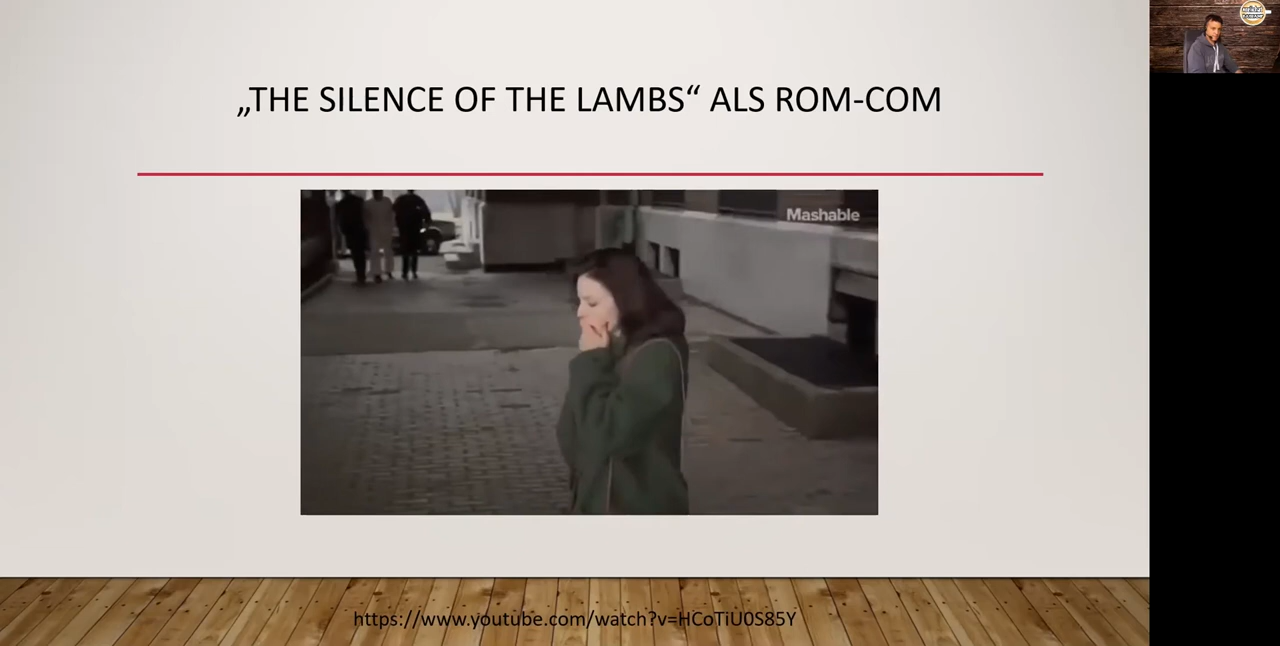 „THE SILENCE OF THE LAMBS“ ALS ROM-COM
Mashable
https://www.youtube.com/watch?v=HCoTiU0S85Y